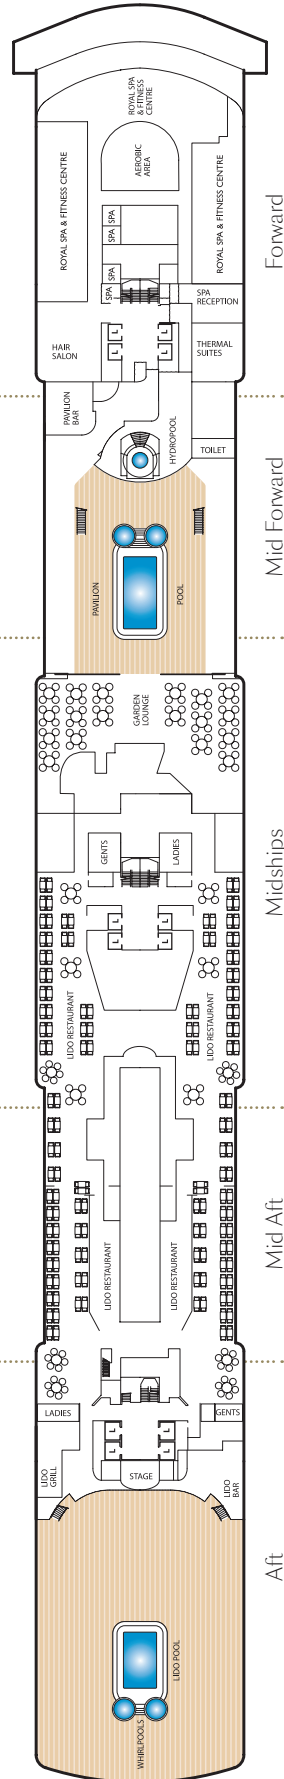 ROYAL SPA
& FITNESS
CENTRE
AEROBIC
AREA
ROYAL SPA & FITNESS CENTRE
ROYAL SPA & FITNESS CENTRE
Forward
SPA
SPA
SPA
SPA
SPA
RECEPTION
HAIR
SALON
L
L
L
L
THERMAL
SUITES
PAVILION
BAR
HYDROPOOL
TOILET
Mid Forward
PAVILION
POOL
GARDEN
LOUNGE
GENTS
LADIES
Midships
L
L
L
L
LIDO RESTAURANT
LIDO RESTAURANT
Mid Aft
LIDO RESTAURANT
LIDO RESTAURANT
LADIES
GENTS
L
L
L
L
LIDO
GRILL
STAGE
LIDO
BAR
Aft
LIDO POOL
WHIRLPOOLS